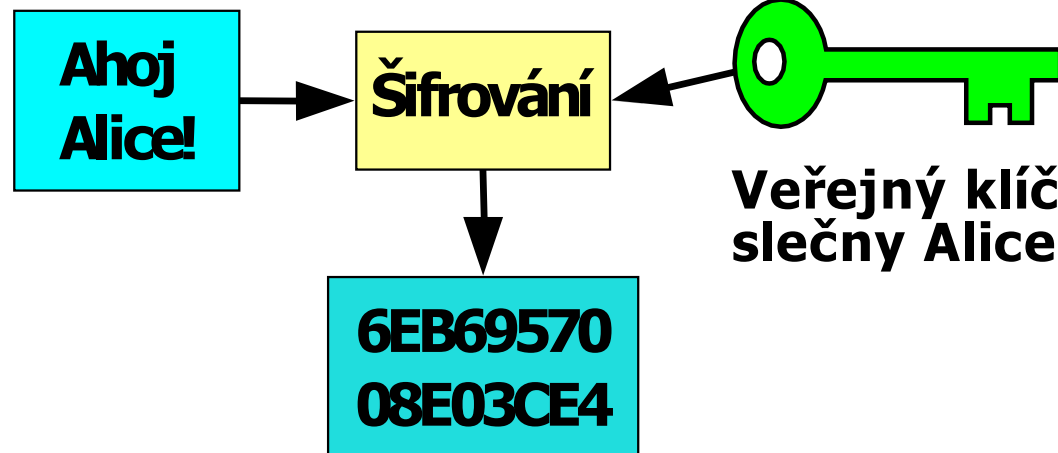 Ahoj
Alice!
Šifrování
Veřejný klíč
slečny Alice
6EB69570
08E03CE4